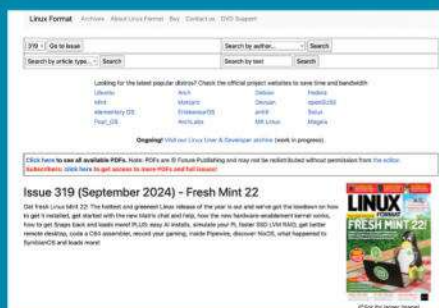 Linux Format Archives About Linux Format Buy Contact us DVD Support
319 Go to issue Search by author... Search
Search by article type... Search Search by text Search
Looking for the latest popular distros? Check the official project websites to save time and bandwidth
Ubuntu Arch Debian Fedora
Mint Manjaro Devuan openSUSE
elementary OS EndeavourOS antiX Solus
Pop!_OS ArchLabs MX Linux Mageia
Ongoing! Visit our Linux User & Developer archive (work in progress).
Click here to see all available PDFs. Note: PDFs are © Future Publishing and may not be redistributed without permission from the editor.
Subscribers: click here to get access to more PDFs and full issues!
Issue 319 (September 2024) - Fresh Mint 22
Get fresh Linux Mint 22: The hottest and greenest Linux release of the year is out and we've got the lowdown on how
to get it installed, get started with the new Matrix chat and help, how the new hardware-enablement kernel works,
how to get Snaps back and loads more! PLUS: easy AI installs, simulate your Pi, faster SSD LVM RAID, get better
remote desktop, code a C64 assembler, record your gaming, inside Pipewire, discover NixOS, what happened to
SymbianOS and loads more!
LINUX
FORMAT
FRESH MINT 22!
(Click for larger image)